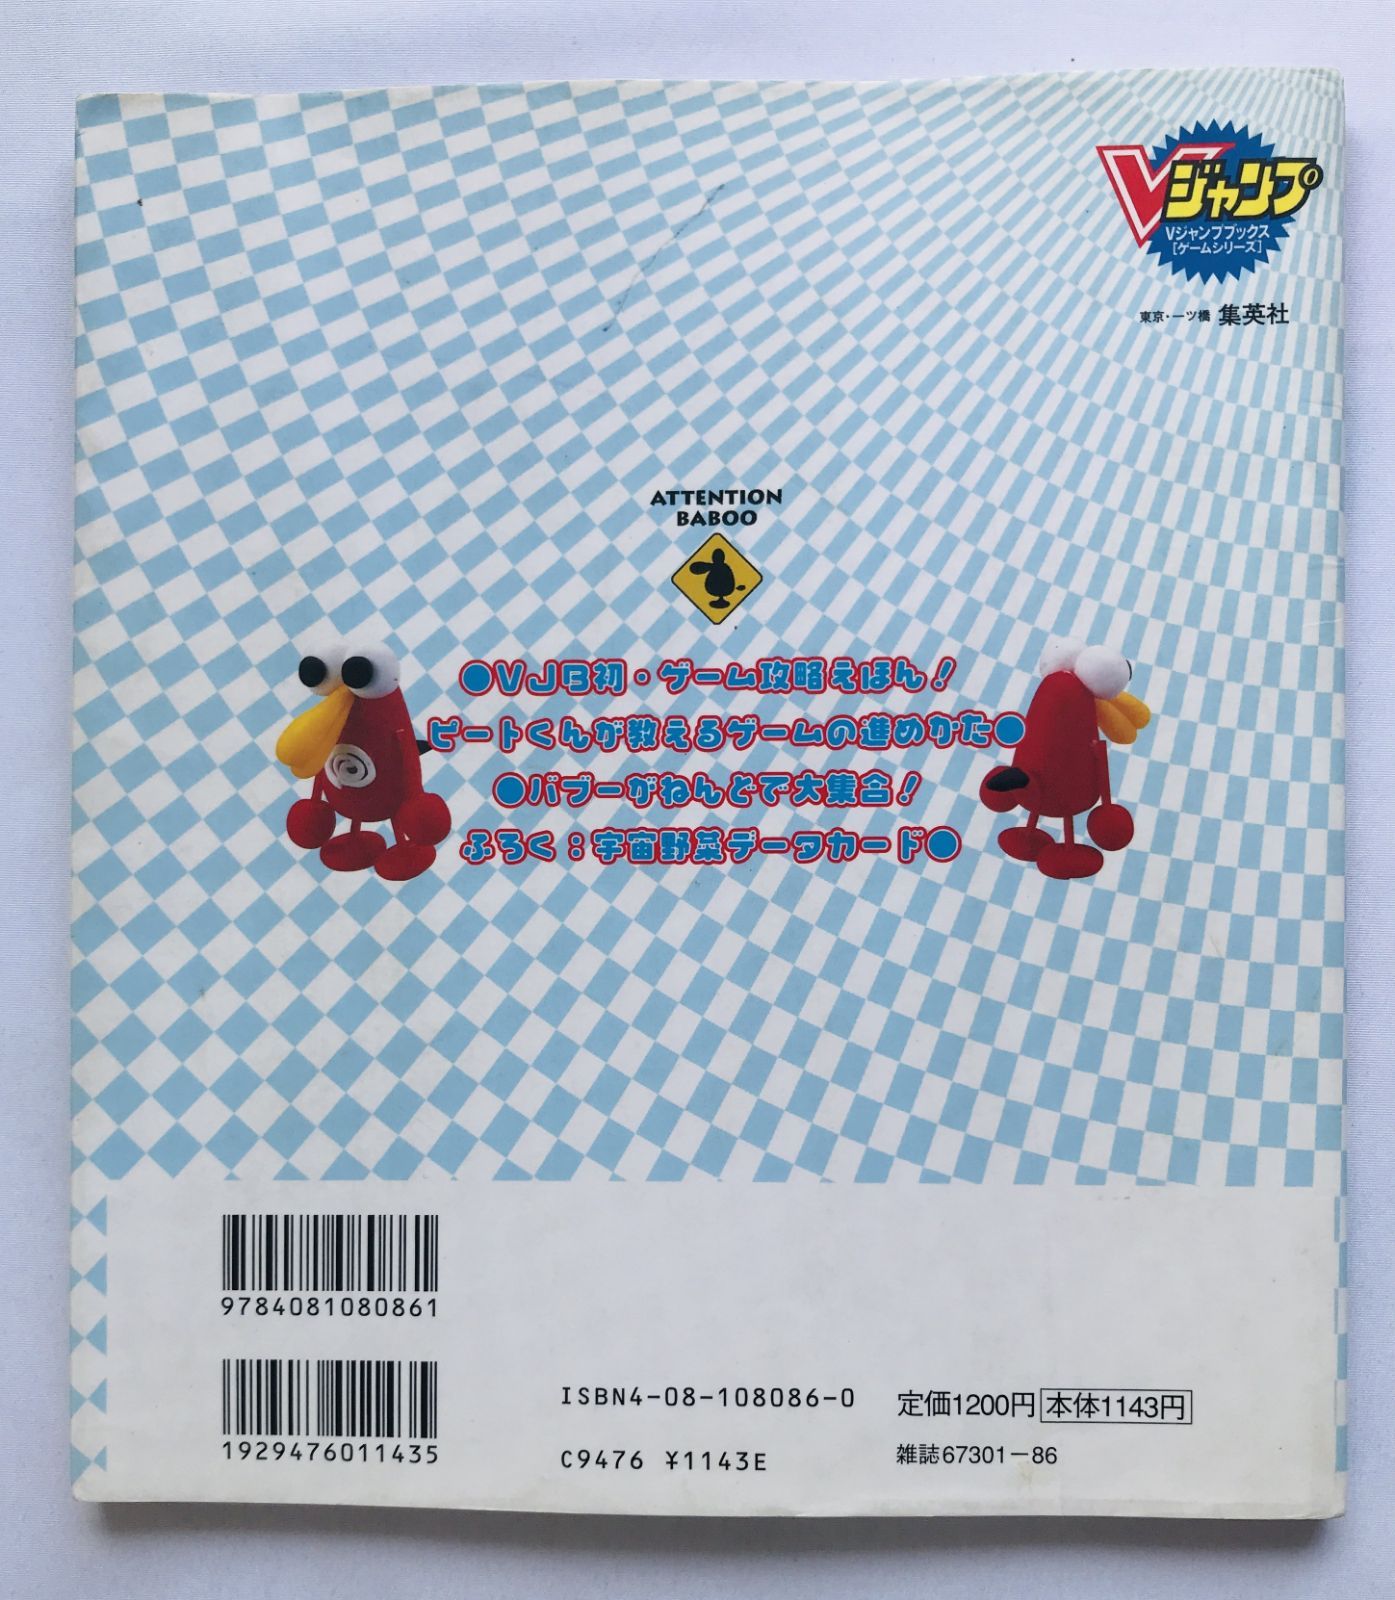 Vジャンプ
Vジャンプブックス
[ゲームシリーズ]
東京・一ツ橋 集英社
ATTENTION
BABOO
●VJB初・ゲーム攻略えほん!
ピートくんが教えるゲームの進めかた●
●バブーがねんどで大集合!
ふろく:宇宙野菜データカード●
9784081080861
1929476011435
ISBN4-08-108086-0
C9476 ¥1143E
定価1200円 本体1143円
雑誌67301-86